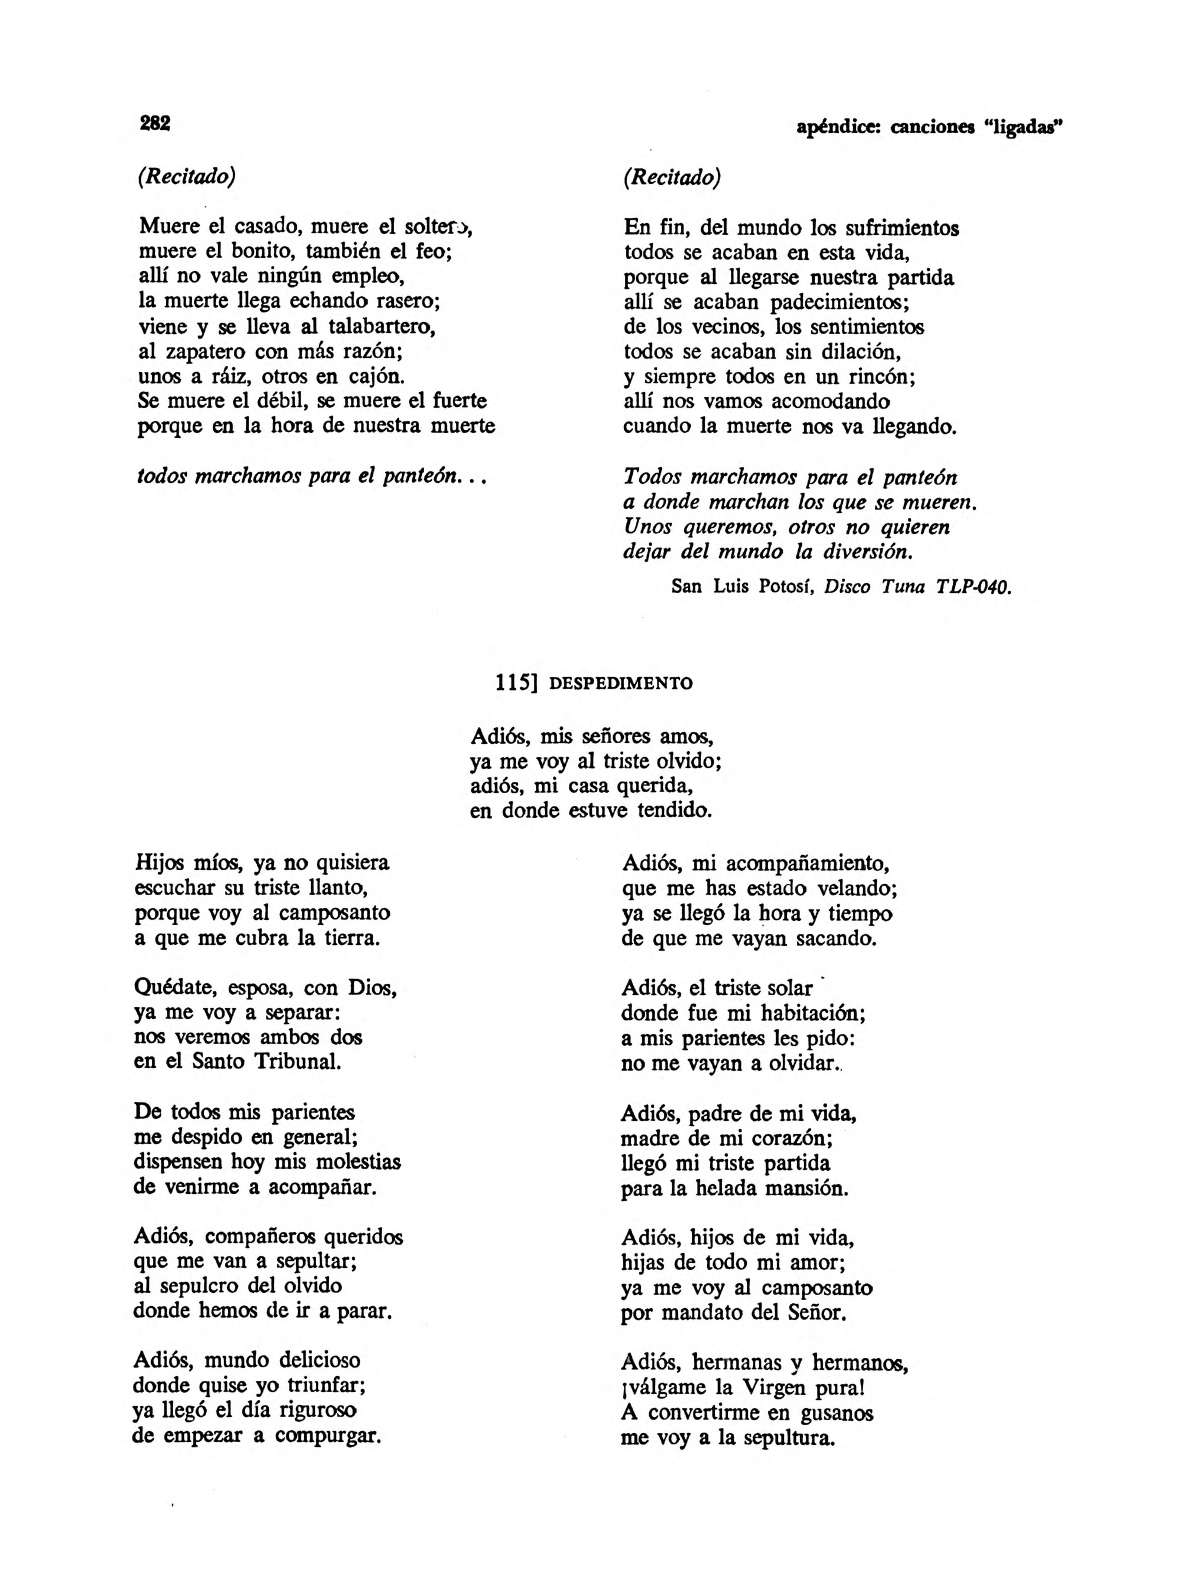 282
apéndice: canciones “ligadas”
(Recitado)
Muere el casado, muere el soltero,
muere el bonito, también el feo;
allí no vale ningún empleo,
la muerte llega echando rasero;
viene y se lleva al talabartero,
al zapatero con más razón;
unos a ráiz, otros en cajón.
Se muere el débil, se muere el fuerte
porque en la hora de nuestra muerte
todos marchamos para el panteón...
(Recitado)
En fin, del mundo los sufrimientos
todos se acaban en esta vida,
porque al llegarse nuestra partida
allí se acaban padecimientos;
de los vecinos, los sentimientos
todos se acaban sin dilación,
y siempre todos en un rincón;
allí nos vamos acomodando
cuando la muerte nos va llegando.
Todos marchamos para el panteón
a donde marchan los que se mueren.
Unos queremos, otros no quieren
dejar del mundo la diversión.
San Luis Potosí, Disco Tuna TLP-040.
115] DESPEDIMENTO
Adiós, mis señores amos,
ya me voy al triste olvido;
adiós, mi casa querida,
en donde estuve tendido.
Hijos míos, ya no quisiera
escuchar su triste llanto,
porque voy al camposanto
a que me cubra la tierra.
Quédate, esposa, con Dios,
ya me voy a separar:
nos veremos ambos dos
en el Santo Tribunal.
De todos mis parientes
me despido en general;
dispensen hoy mis molestias
de venirme a acompañar.
Adiós, compañeros queridos
que me van a sepultar;
al sepulcro del olvido
donde hemos de ir a parar.
Adiós, mundo delicioso
donde quise yo triunfar;
ya llegó el día riguroso
de empezar a compurgar.
Adiós, mi acompañamiento,
que me has estado velando;
ya se llegó la hora y tiempo
de que me vayan sacando.
Adiós, el triste solar
donde fue mi habitación;
a mis parientes les pido:
no me vayan a olvidar.
Adiós, padre de mi vida,
madre de mi corazón;
llegó mi triste partida
para la helada mansión.
Adiós, hijos de mi vida,
hijas de todo mi amor;
ya me voy al camposanto
por mandato del Señor.
Adiós, hermanas y hermanos,
¡válgame la Virgen pura!
A convertirme en gusanos
me voy a la sepultura.